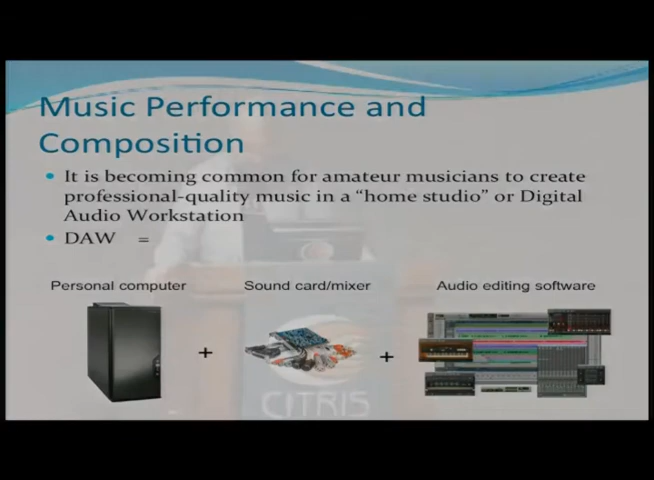 Music Performance and
Composition
It is becoming common for amateur musicians to create
professional-quality music in a “home studio” or Digital
Audio Workstation
DAW =
Personal computer Sound card/mixer Audio editing software
+ +
CITRIS